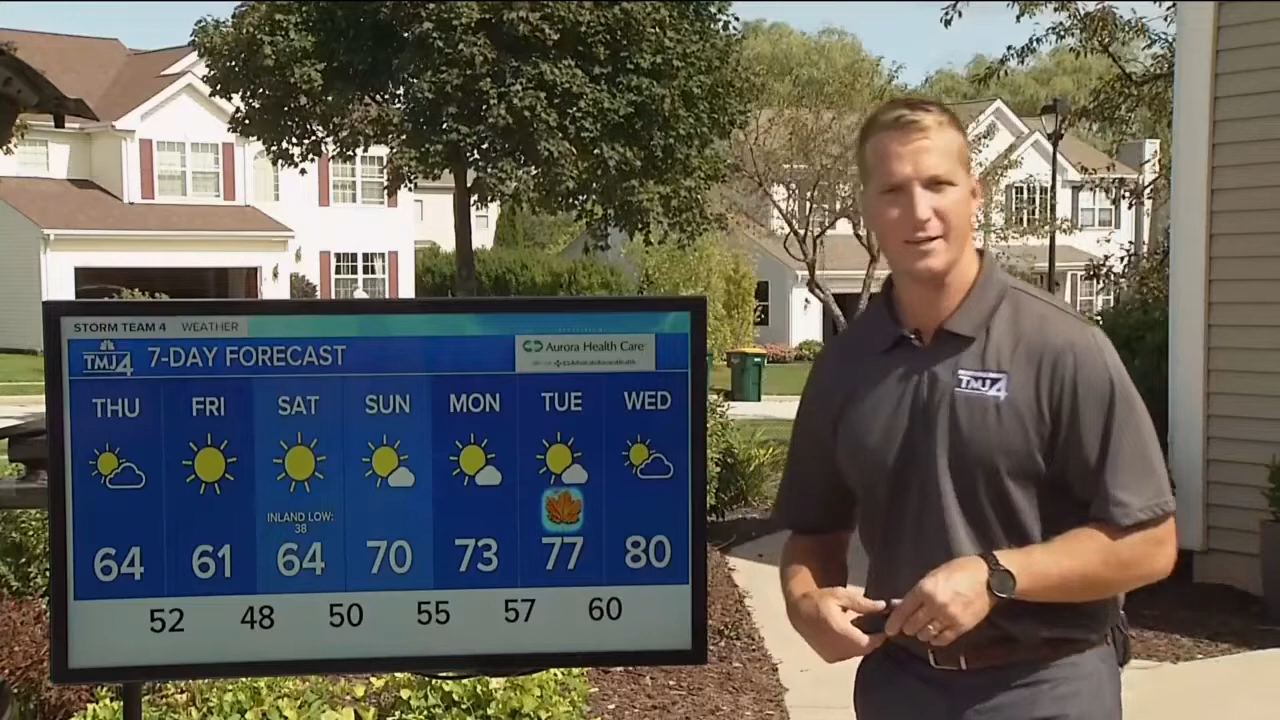 STORM TEAM 4 WEATHER
TMJ4 7-DAY FORECAST
Aurora Health Care
THU FRI SAT SUN MON TUE WED
INLAND LOW:
38
64 61 64 70 73 77 80
52 48 50 55 57 60
TMJ4